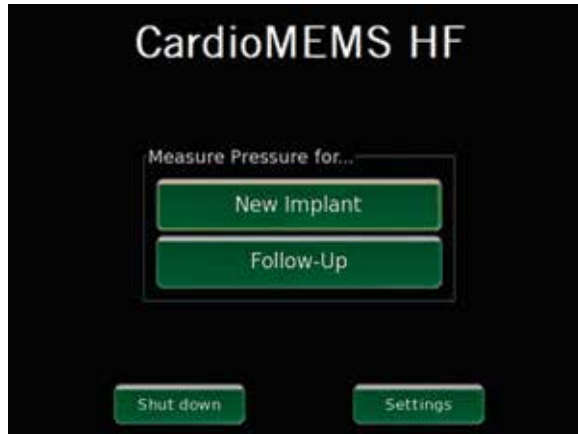 CardioMEMS HF
Measure Pressure for...
New Implant
Follow-Up
Shut down
Settings